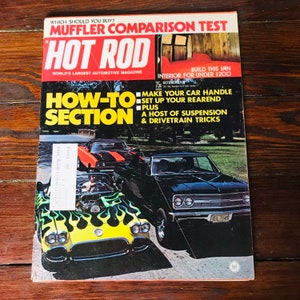 WHICH SHOULD YOU BUY?
MUFFLER COMPARISON TEST
HOT ROD
WORLD'S LARGEST AUTOMOTIVE MAGAZINE
BUILD THIS VAN
INTERIOR FOR UNDER $200
HOW-TO
SECTION
MAKE YOUR CAR HANDLE
SET UP YOUR REAREND
PLUS
A HOST OF SUSPENSION
& DRIVETRAIN TRICKS